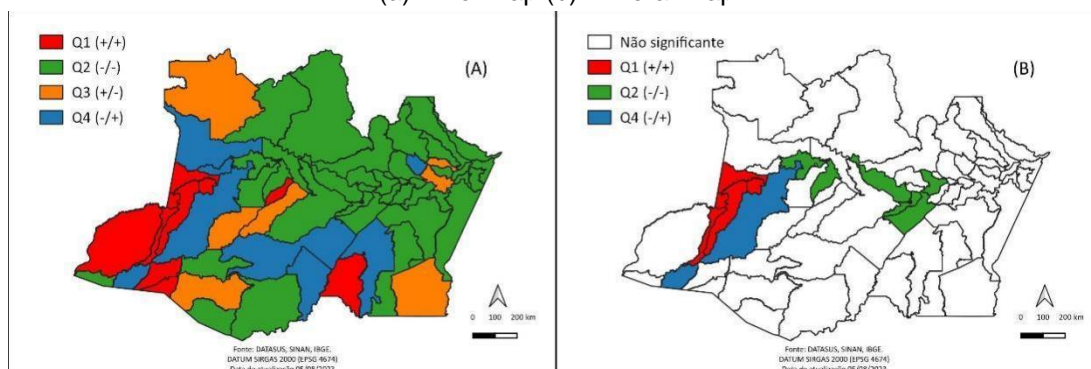 Q1 (+/+)
Q2 (-/-)
Q3 (+/-)
Q4 (-/+)
(A)
0 100 200 km
Fonte: DATASUS, SINAN, IBGE.
DATUM SIRGAS 2000 (EPSG 4674)
Não significante
Q1 (+/+)
Q2 (-/-)
Q4 (-/+)
(B)
0 100 200 km
Fonte: DATASUS, SINAN, IBGE.
DATUM SIRGAS 2000 (EPSG 4674)